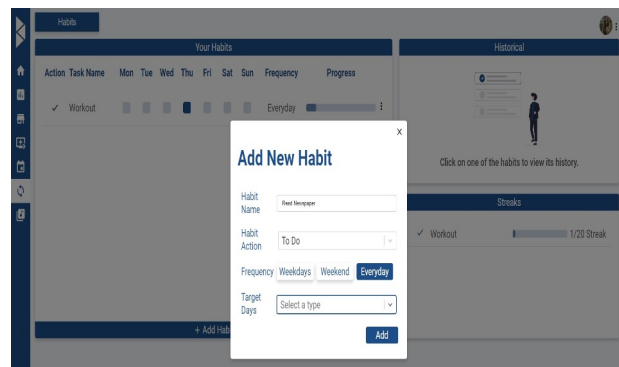 Habits
Your Habits
Action Task Name Mon Tue Wed Thu Fri Sat Sun Frequency Progress
Workout Everyday
+ Add Hab
Historical
Click on one of the habits to view its history.
Streaks
Workout 1/20 Streak
X
Add New Habit
Habit Name
Read Newspaper
Habit Action
To Do
Frequency Weekdays Weekend Everyday
Target Days
Select a type
Add